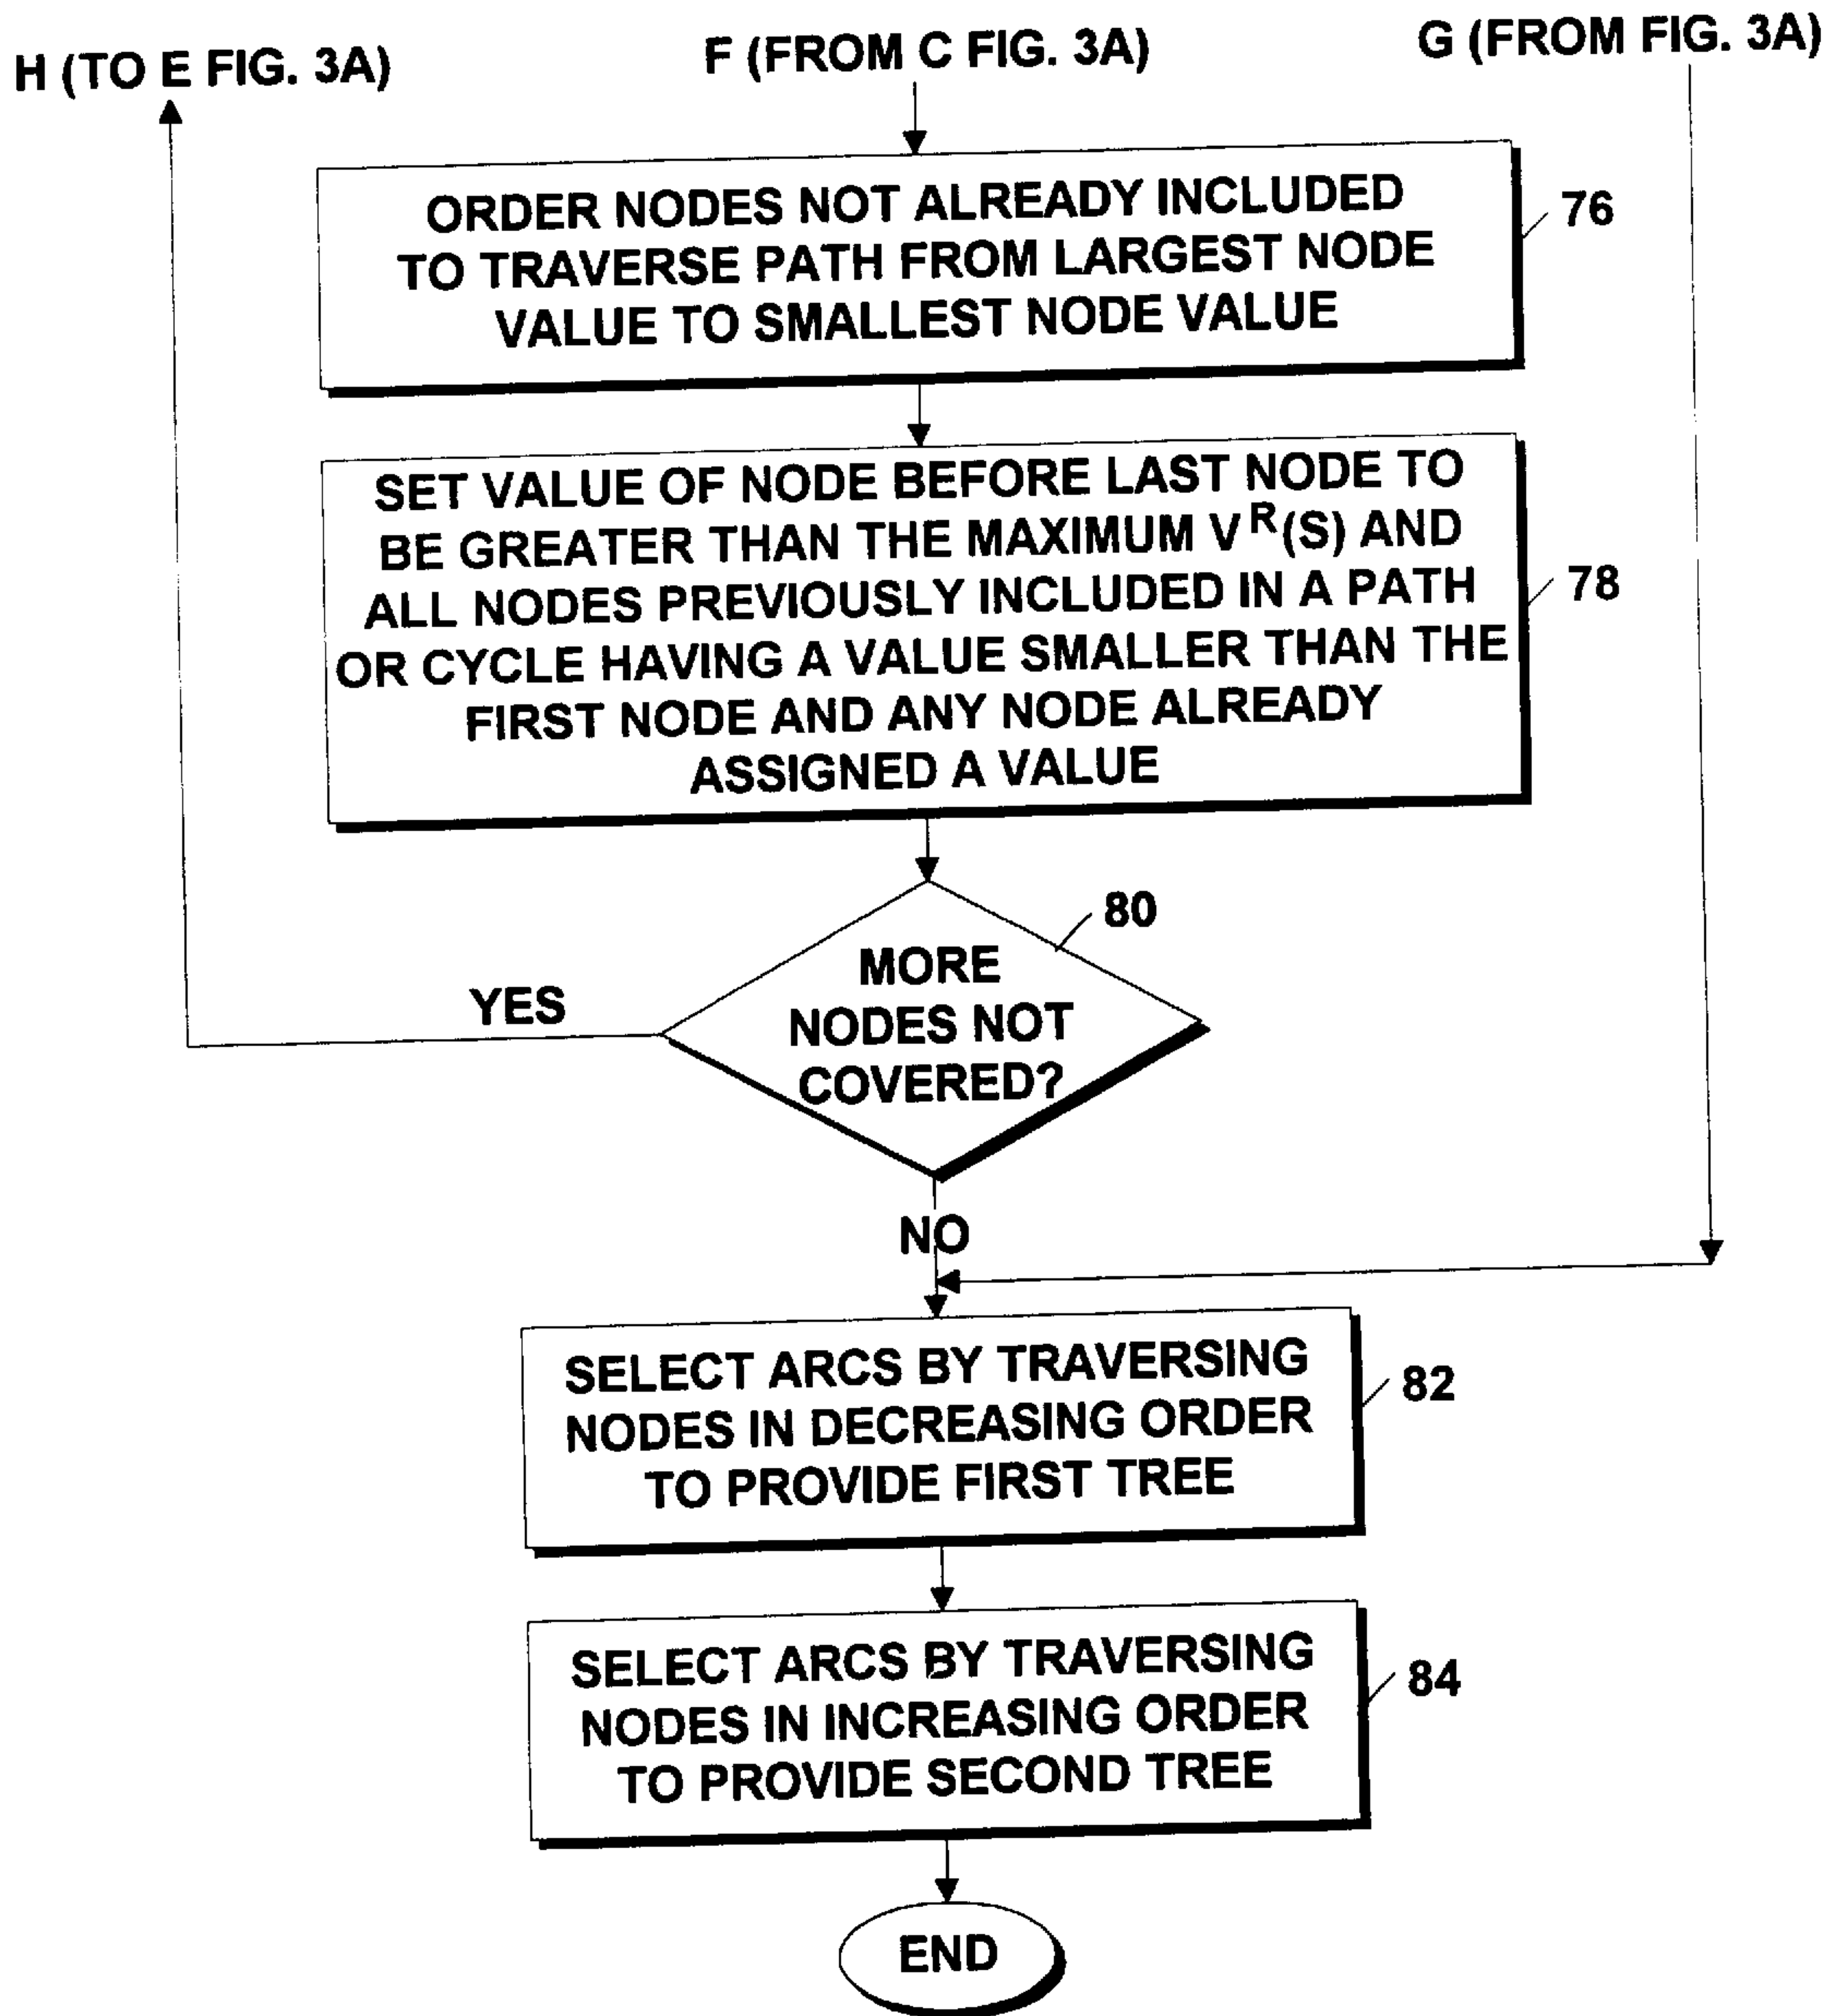 H (TO E FIG. 3A)
F (FROM C FIG. 3A)
G (FROM FIG. 3A)
ORDER NODES NOT ALREADY INCLUDED
TO TRAVERSE PATH FROM LARGEST NODE
VALUE TO SMALLEST NODE VALUE
76
SET VALUE OF NODE BEFORE LAST NODE TO
BE GREATER THAN THE MAXIMUM V^R(S) AND
ALL NODES PREVIOUSLY INCLUDED IN A PATH
OR CYCLE HAVING A VALUE SMALLER THAN THE
FIRST NODE AND ANY NODE ALREADY
ASSIGNED A VALUE
78
80
MORE
NODES NOT
COVERED?
YES
NO
SELECT ARCS BY TRAVERSING
NODES IN DECREASING ORDER
TO PROVIDE FIRST TREE
82
SELECT ARCS BY TRAVERSING
NODES IN INCREASING ORDER
TO PROVIDE SECOND TREE
84
END